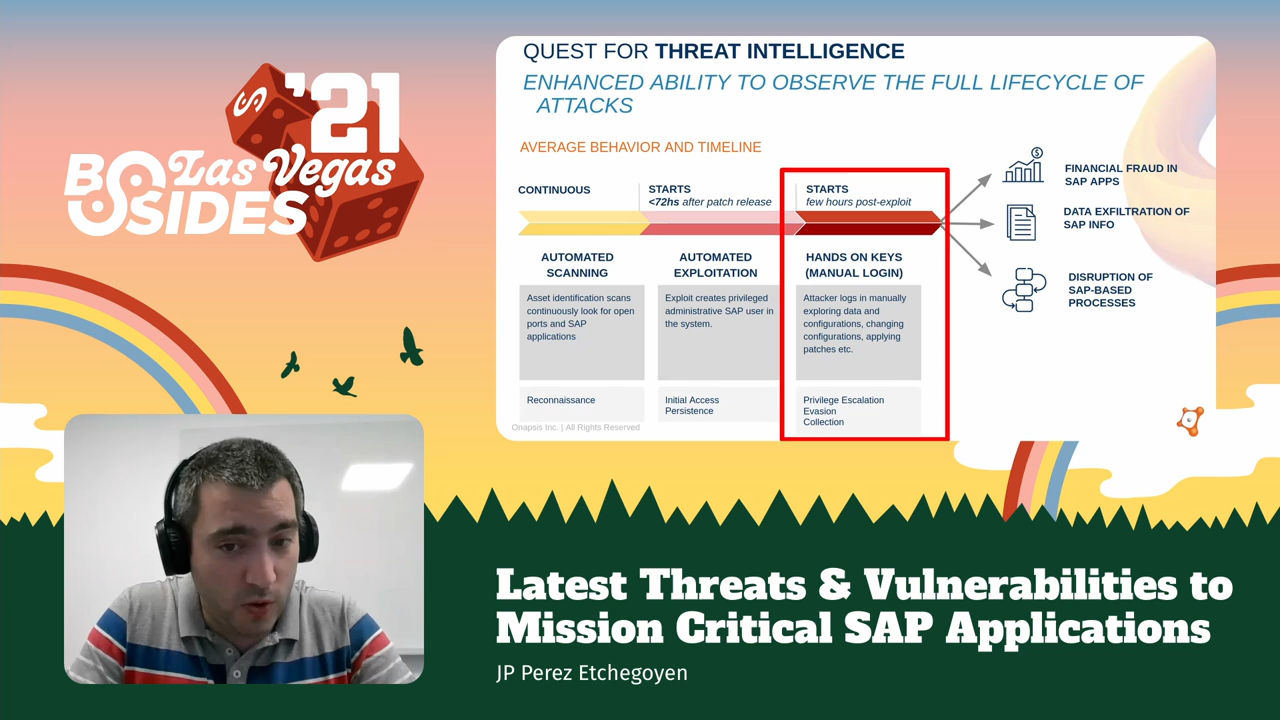 '21
BSIDES Las Vegas
QUEST FOR THREAT INTELLIGENCE
ENHANCED ABILITY TO OBSERVE THE FULL LIFECYCLE OF
ATTACKS
AVERAGE BEHAVIOR AND TIMELINE
CONTINUOUS
STARTS
<72hs after patch release
STARTS
few hours post-exploit
AUTOMATED
SCANNING
AUTOMATED
EXPLOITATION
HANDS ON KEYS
(MANUAL LOGIN)
Asset identification scans
continuously look for open
ports and SAP
applications
Exploit creates privileged
administrative SAP user in
the system.
Attacker logs in manually
exploring data and
configurations, changing
configurations, applying
patches etc.
Reconnaissance
Initial Access
Persistence
Privilege Escalation
Evasion
Collection
FINANCIAL FRAUD IN
SAP APPS
DATA EXFILTRATION OF
SAP INFO
DISRUPTION OF
SAP-BASED
PROCESSES
Onapsis Inc. | All Rights Reserved
Latest Threats & Vulnerabilities to
Mission Critical SAP Applications
JP Perez Etchegoyen